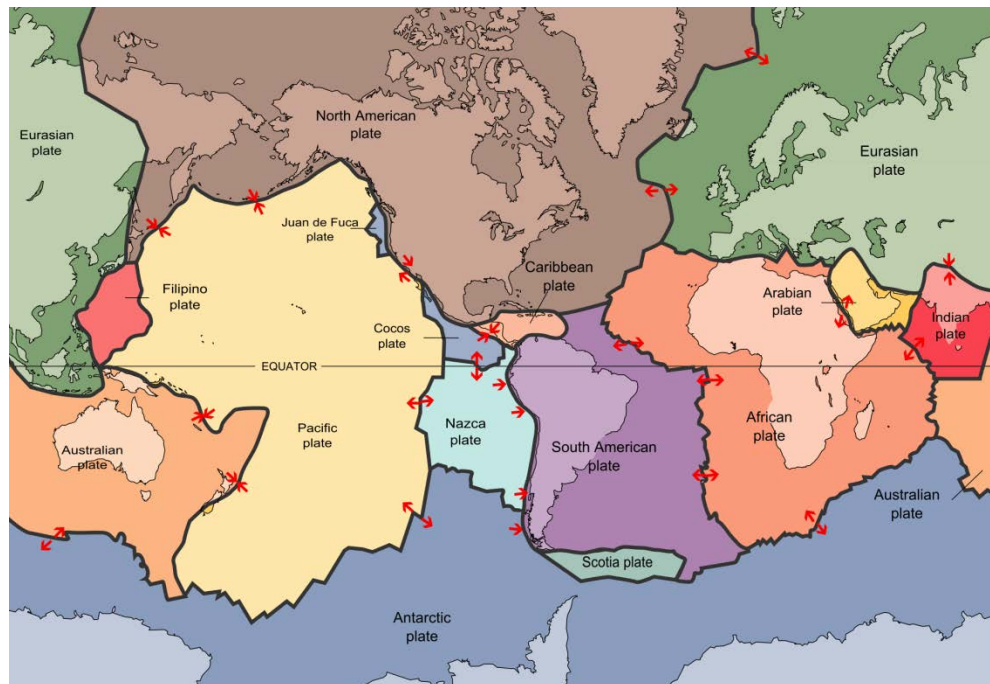 North American
plate
Eurasian
plate
Eurasian
plate
Juan de Fuca
plate
Caribbean
plate
Filipino
plate
Arabian
plate
Indian
plate
Cocos
plate
EQUATOR
Nazca
plate
Pacific
plate
South American
plate
African
plate
Australian
plate
Australian
plate
Scotia plate
Antarctic
plate